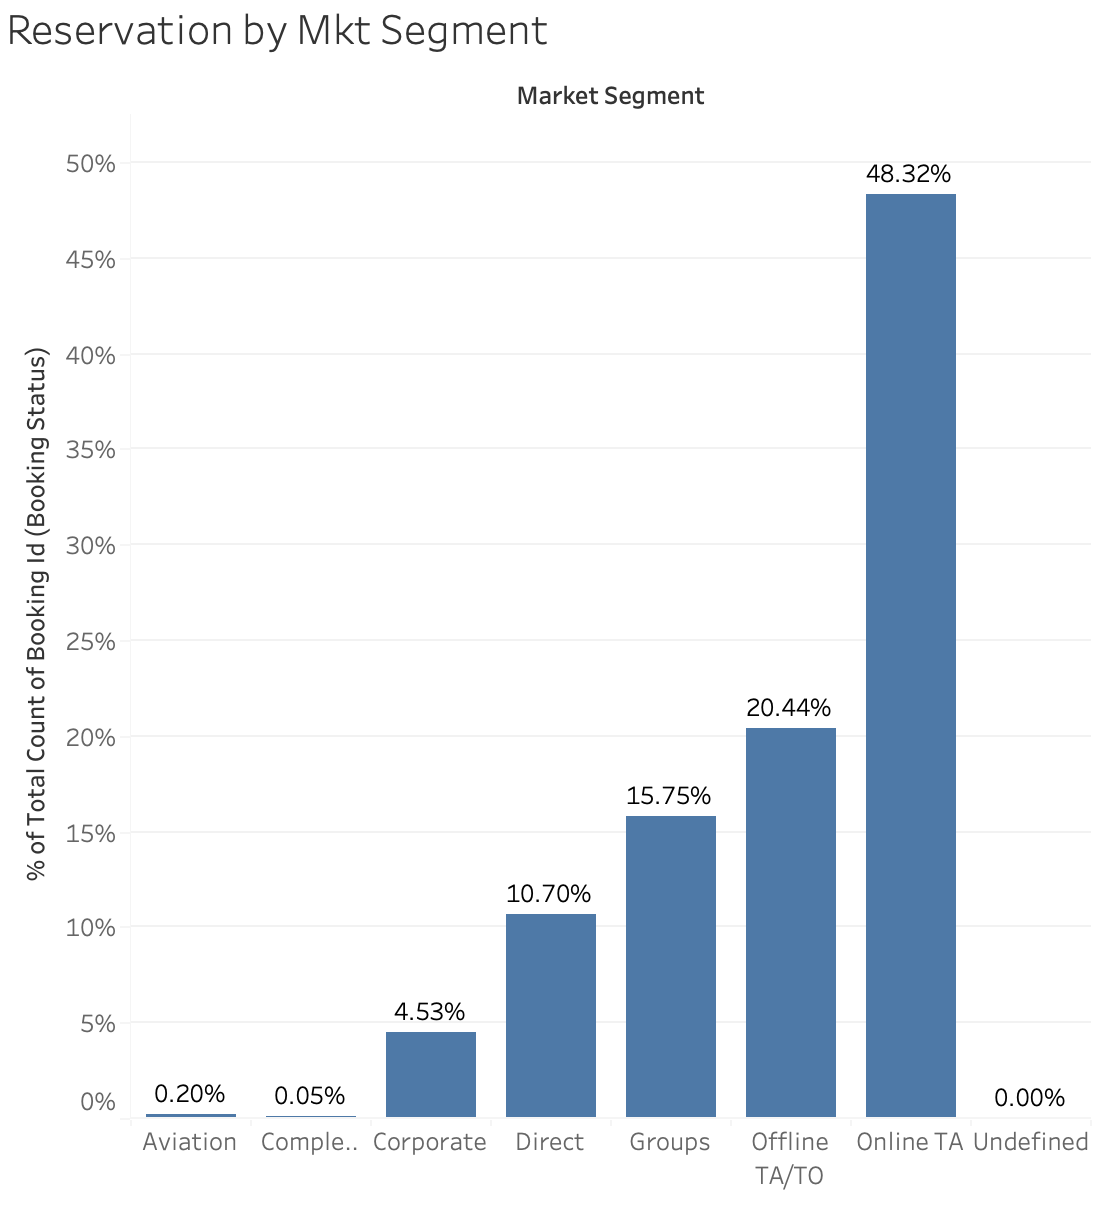 Reservation by Mkt Segment
Market Segment
% of Total Count of Booking Id (Booking Status)
50%
45%
40%
35%
30%
25%
20%
15%
10%
5%
0%
0.20%
0.05%
4.53%
10.70%
15.75%
20.44%
48.32%
0.00%
Aviation
Comple..
Corporate
Direct
Groups
Offline
TA/TO
Online TA
Undefined